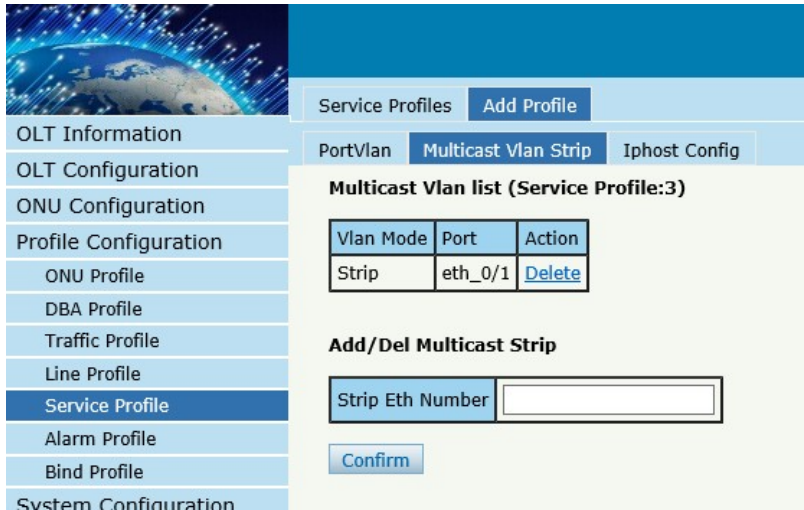 Service Profiles Add Profile
OLT Information
PortVlan Multicast Vlan Strip Iphost Config
OLT Configuration
Multicast Vlan list (Service Profile:3)
ONU Configuration
Vlan Mode Port Action
Profile Configuration
Strip eth_0/1 Delete
ONU Profile
DBA Profile
Traffic Profile
Add/Del Multicast Strip
Line Profile
Strip Eth Number
Service Profile
Alarm Profile
Confirm
Bind Profile
System Configuration